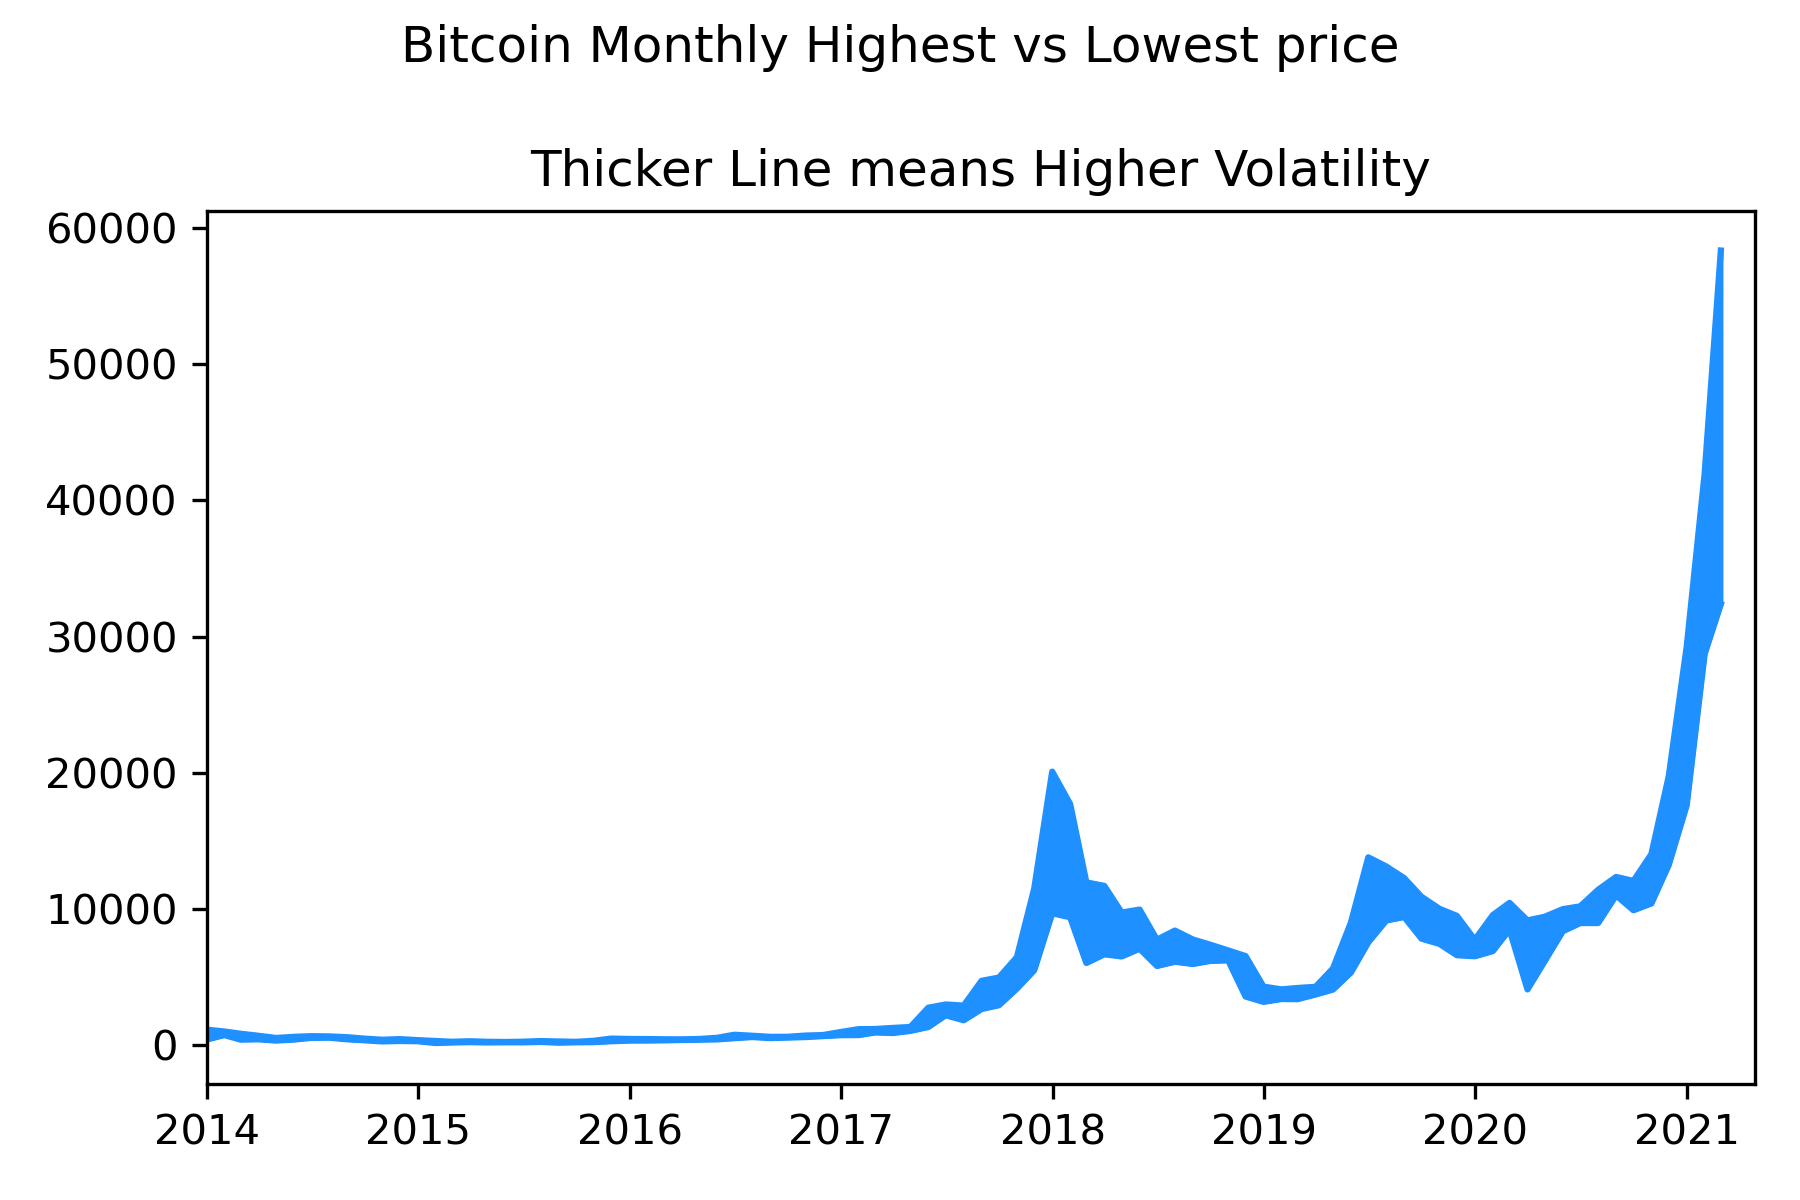 Bitcoin Monthly Highest vs Lowest price
Thicker Line means Higher Volatility
60000
50000
40000
30000
20000
10000
0
2014 2015 2016 2017 2018 2019 2020 2021